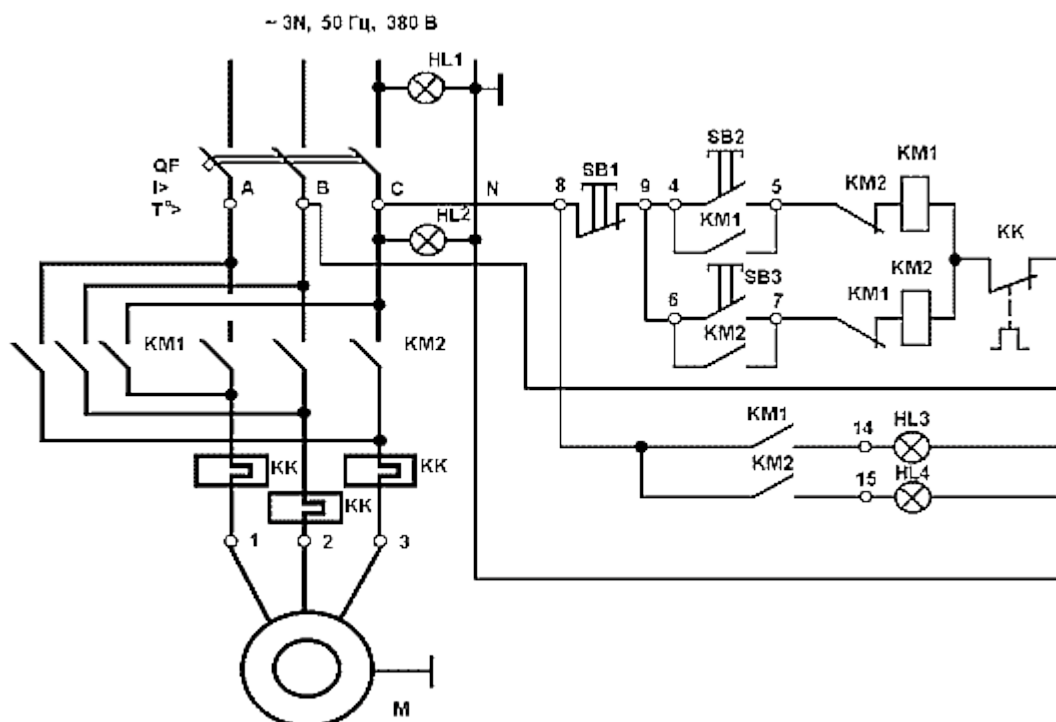 ~ 3N, 50 Гц, 380 В
HL1
QF
I>
T°>
A
B
C
N
HL2
8
SB1
9
4
SB2
5
KM1
KM2
KM1
KK
SB3
6
7
KM2
KM1
KM2
KM1
KM2
KM1
14
HL3
KM2
15
HL4
KK
KK
KK
1
2
3
M